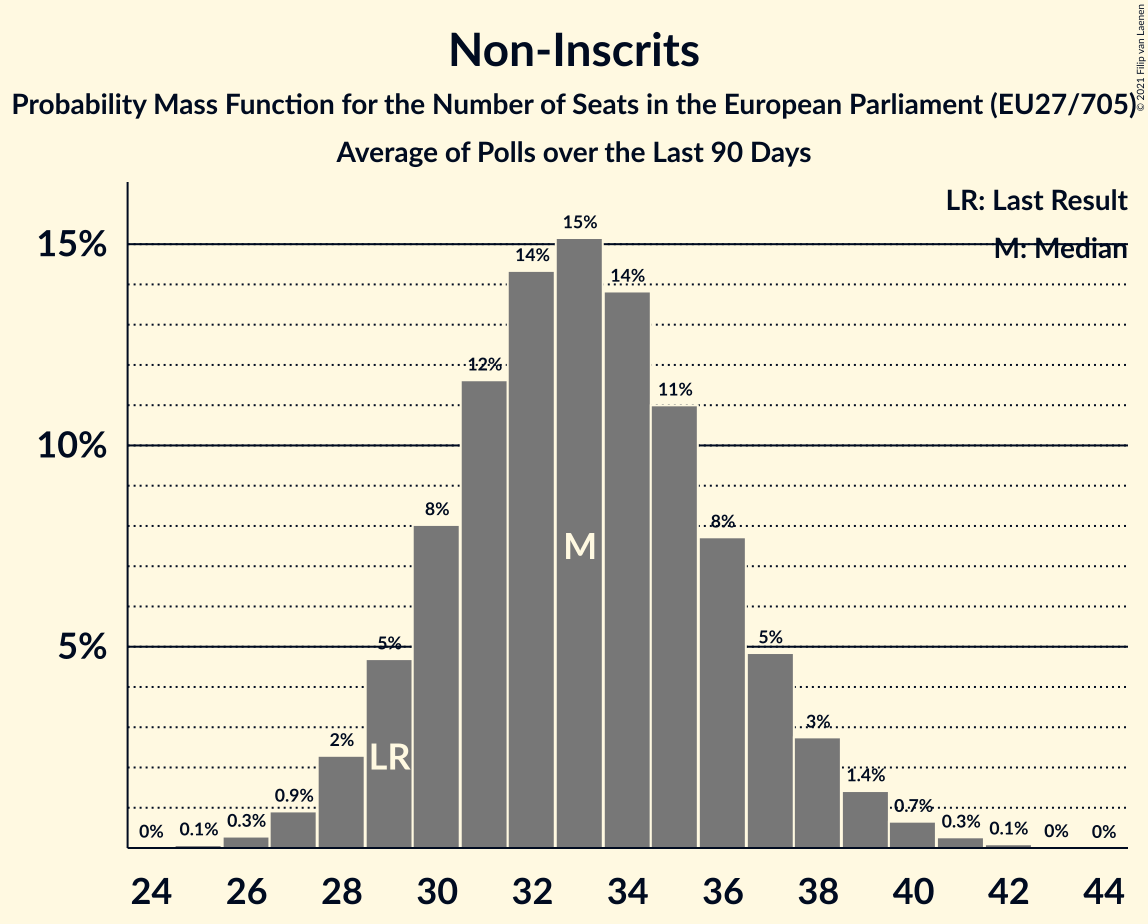 Non-Inscrits
Probability Mass Function for the Number of Seats in the European Parliament (EU27/705)
Average of Polls over the Last 90 Days
© 2021 Filip van Laenen
LR: Last Result
M: Median
15%
10%
5%
0%
0.1%
0.3%
0.9%
2%
5%
8%
12%
14%
15%
14%
11%
8%
5%
3%
1.4%
0.7%
0.3%
0.1%
0%
0%
LR
M
24 26 28 30 32 34 36 38 40 42 44